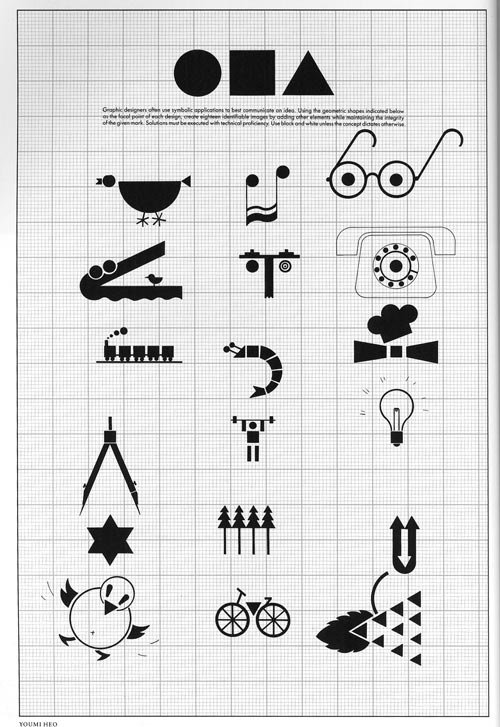 Graphic designers often use symbolic applications to best communicate an idea. Using the geometric shapes indicated below
as the focal point of each design, create eighteen identifiable images by adding other elements while maintaining the integrity
of the given mark. Solutions must be executed with technical proficiency. Use black and white unless the concept dictates otherwise.
YOUMI HEO